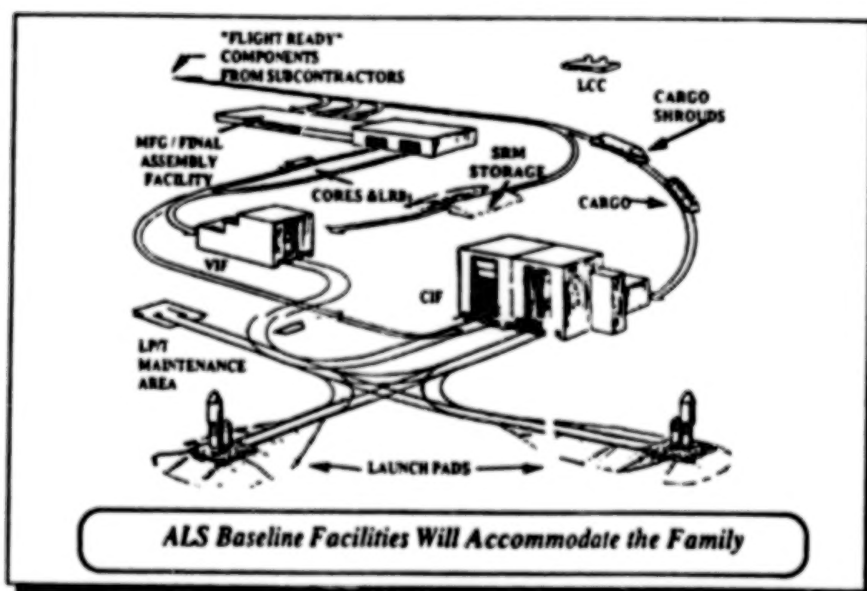 "FLIGHT READY"
COMPONENTS
FROM SUBCONTRACTORS
LCC
CARGO
SHROUDS
MFG / FINAL
ASSEMBLY
FACILITY
SRM
STORAGE
CORES & LRBs
CARGO
VIF
CIF
LP/T
MAINTENANCE
AREA
LAUNCH PADS
ALS Baseline Facilities Will Accommodate the Family